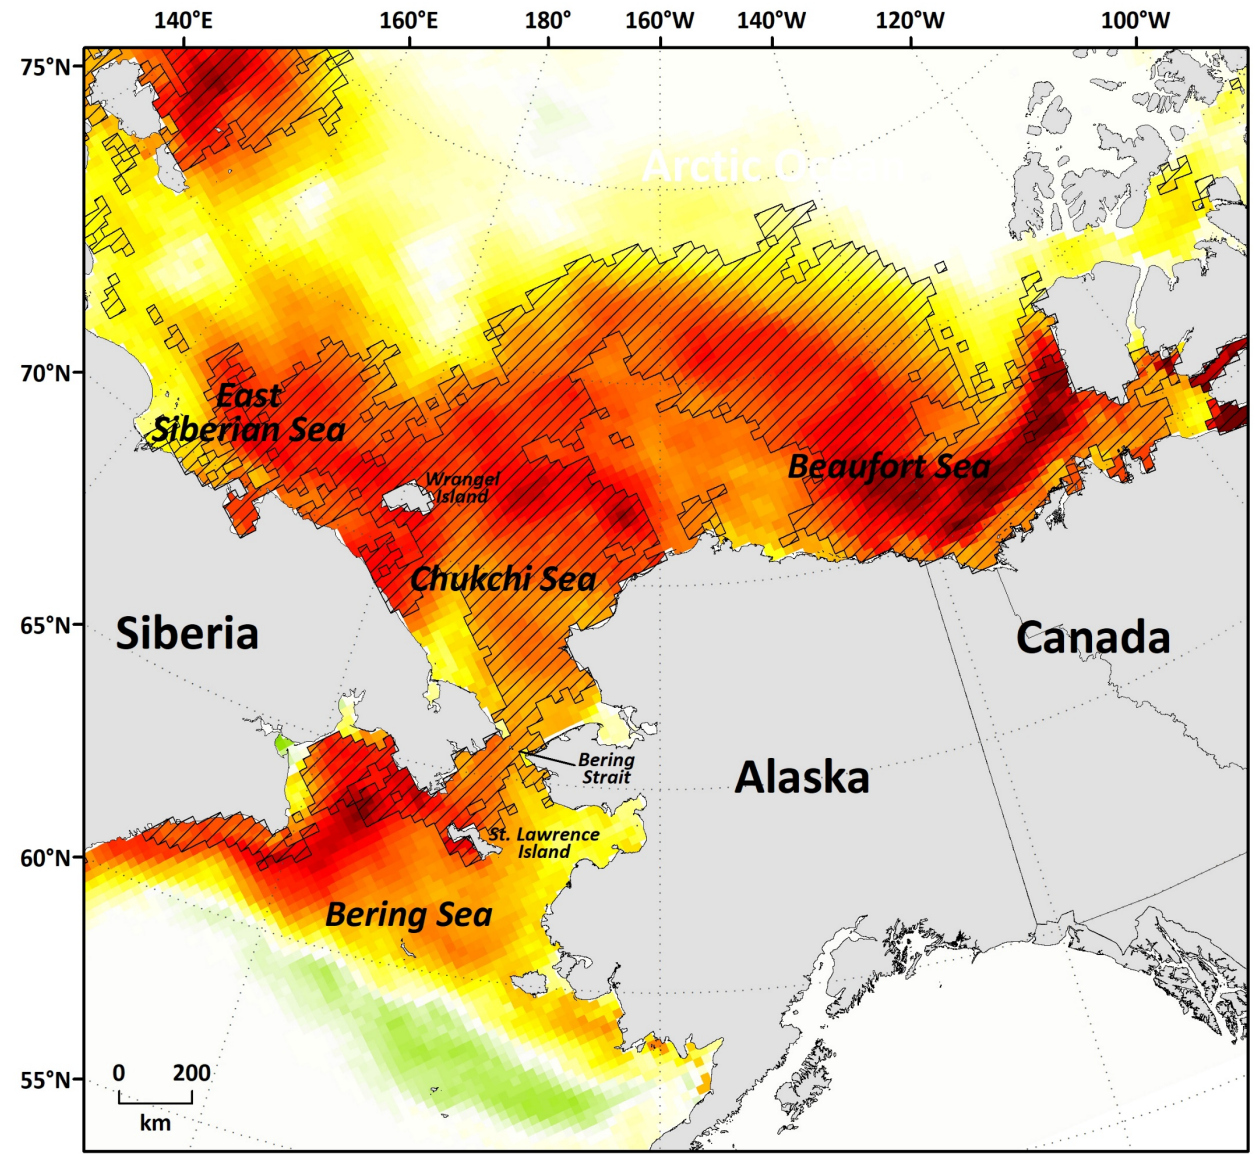 140°E 160°E 180° 160°W 140°W 120°W 100°W
75°N
Arctic Ocean
70°N
East
Siberian Sea
Beaufort Sea
Wrangel
Island
Chukchi Sea
65°N
Siberia
Canada
Bering
Strait
Alaska
St. Lawrence
Island
60°N
Bering Sea
55°N
0 200
km